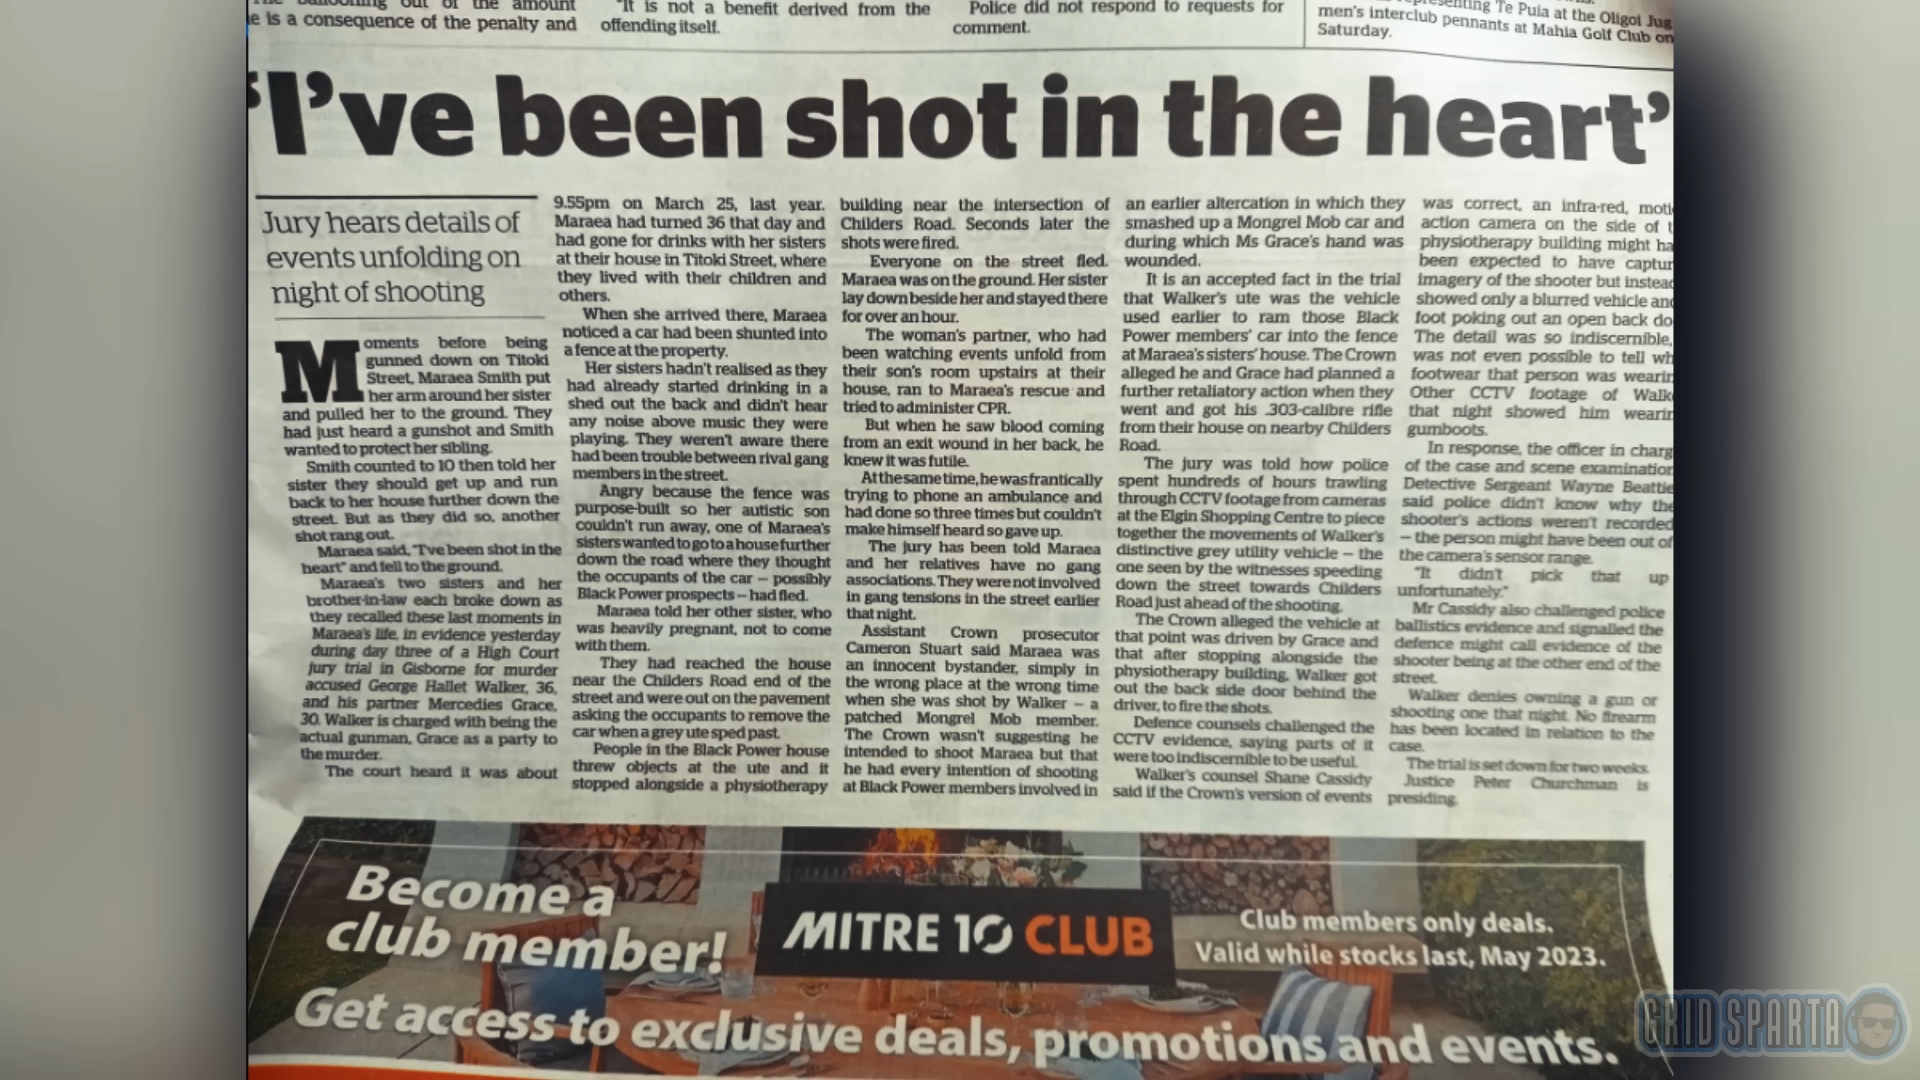 The ballooning out of the amount
e is a consequence of the penalty and
"It is not a benefit derived from the
offending itself.
Police did not respond to requests for
comment.
representing Te Puia at the Oligoi Jug
men's interclub pennants at Mahia Golf Club on
Saturday.
'I've been shot in the heart'
Jury hears details of
events unfolding on
night of shooting
Moments before being
gunned down on Titoki
Street, Maraea Smith put
her arm around her sister
and pulled her to the ground. They
had just heard a gunshot and Smith
wanted to protect her sibling.
Smith counted to 10 then told her
sister they should get up and run
back to her house further down the
street. But as they did so, another
shot rang out.
Maraea said, "I've been shot in the
heart" and fell to the ground.
Maraea's two sisters and her
brother-in-law each broke down as
they recalled these last moments in
Maraea's life, in evidence yesterday
during day three of a High Court
jury trial in Gisborne for murder
accused George Hallet Walker, 36,
and his partner Mercedies Grace,
30. Walker is charged with being the
actual gunman, Grace as a party to
the murder.
The court heard it was about
9.55pm on March 25, last year.
Maraea had turned 36 that day and
had gone for drinks with her sisters
at their house in Titoki Street, where
they lived with their children and
others.
When she arrived there, Maraea
noticed a car had been shunted into
a fence at the property.
Her sisters hadn't realised as they
had already started drinking in a
shed out the back and didn't hear
any noise above music they were
playing. They weren't aware there
had been trouble between rival gang
members in the street.
Angry because the fence was
purpose-built so her autistic son
couldn't run away, one of Maraea's
sisters wanted to go to a house further
down the road where they thought
the occupants of the car – possibly
Black Power prospects – had fled.
Maraea told her other sister, who
was heavily pregnant, not to come
with them.
They had reached the house
near the Childers Road end of the
street and were out on the pavement
asking the occupants to remove the
car when a grey ute sped past.
People in the Black Power house
threw objects at the ute and it
stopped alongside a physiotherapy
building near the intersection of
Childers Road. Seconds later the
shots were fired.
Everyone on the street fled.
Maraea was on the ground. Her sister
lay down beside her and stayed there
for over an hour.
The woman's partner, who had
been watching events unfold from
their son's room upstairs at their
house, ran to Maraea's rescue and
tried to administer CPR.
But when he saw blood coming
from an exit wound in her back, he
knew it was futile.
At the same time, he was frantically
trying to phone an ambulance and
had done so three times but couldn't
make himself heard so gave up.
The jury has been told Maraea
and her relatives have no gang
associations. They were not involved
in gang tensions in the street earlier
that night.
Assistant Crown prosecutor
Cameron Stuart said Maraea was
an innocent bystander, simply in
the wrong place at the wrong time
when she was shot by Walker – a
patched Mongrel Mob member.
The Crown wasn't suggesting he
intended to shoot Maraea but that
he had every intention of shooting
at Black Power members involved in
an earlier altercation in which they
smashed up a Mongrel Mob car and
during which Ms Grace's hand was
wounded.
It is an accepted fact in the trial
that Walker's ute was the vehicle
used earlier to ram those Black
Power members' car into the fence
at Maraea's sisters' house. The Crown
alleged he and Grace had planned a
further retaliatory action when they
went and got his .303-calibre rifle
from their house on nearby Childers
Road.
The jury was told how police
spent hundreds of hours trawling
through CCTV footage from cameras
at the Elgin Shopping Centre to piece
together the movements of Walker's
distinctive grey utility vehicle – the
one seen by the witnesses speeding
down the street towards Childers
Road just ahead of the shooting.
The Crown alleged the vehicle at
that point was driven by Grace and
that after stopping alongside the
physiotherapy building, Walker got
out the back side door behind the
driver, to fire the shots.
Defence counsels challenged the
CCTV evidence, saying parts of it
were too indiscernible to be useful.
Walker's counsel Shane Cassidy
said if the Crown's version of events
was correct, an infra-red, moti
action camera on the side of t
physiotherapy building might ha
been expected to have captur
imagery of the shooter but instead
showed only a blurred vehicle and
foot poking out an open back do
The detail was so indiscernible,
was not even possible to tell wh
footwear that person was wearin
Other CCTV footage of Walk
that night showed him wearin
gumboots.
In response, the officer in charg
of the case and scene examination
Detective Sergeant Wayne Beattie
said police didn't know why the
shooter's actions weren't recorded
– the person might have been out of
the camera's sensor range.
"It didn't pick that up
unfortunately."
Mr Cassidy also challenged police
ballistics evidence and signalled the
defence might call evidence of the
shooter being at the other end of the
street.
Walker denies owning a gun or
shooting one that night. No firearm
has been located in relation to the
case.
The trial is set down for two weeks.
Justice Peter Churchman is
presiding.
Become a
club member!
MITRE 10 CLUB
Club members only deals.
Valid while stocks last, May 2023.
Get access to exclusive deals, promotions and events.
GRID SPARTA